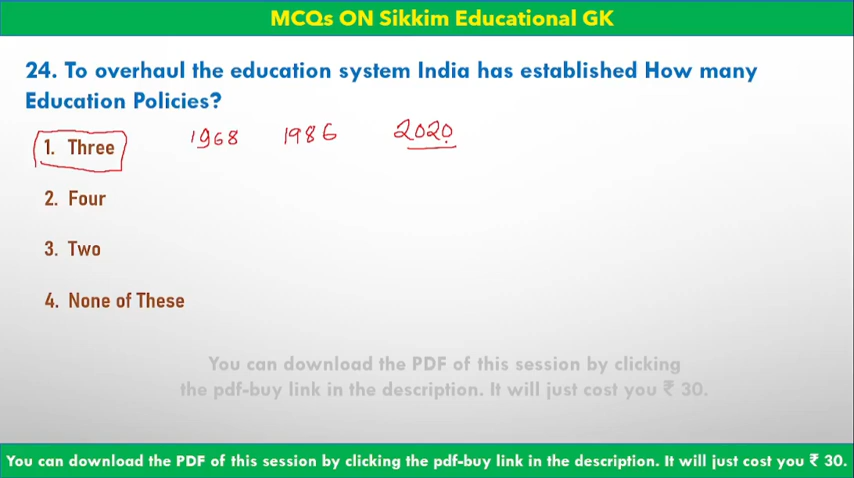 MCQs ON Sikkim Educational GK
24. To overhaul the education system India has established How many
Education Policies?
1. Three
1968 1986 2020
2. Four
3. Two
4. None of These
You can download the PDF of this session by clicking
the pdf-buy link in the description. It will just cost you ₹ 30.
You can download the PDF of this session by clicking the pdf-buy link in the description. It will just cost you ₹ 30.